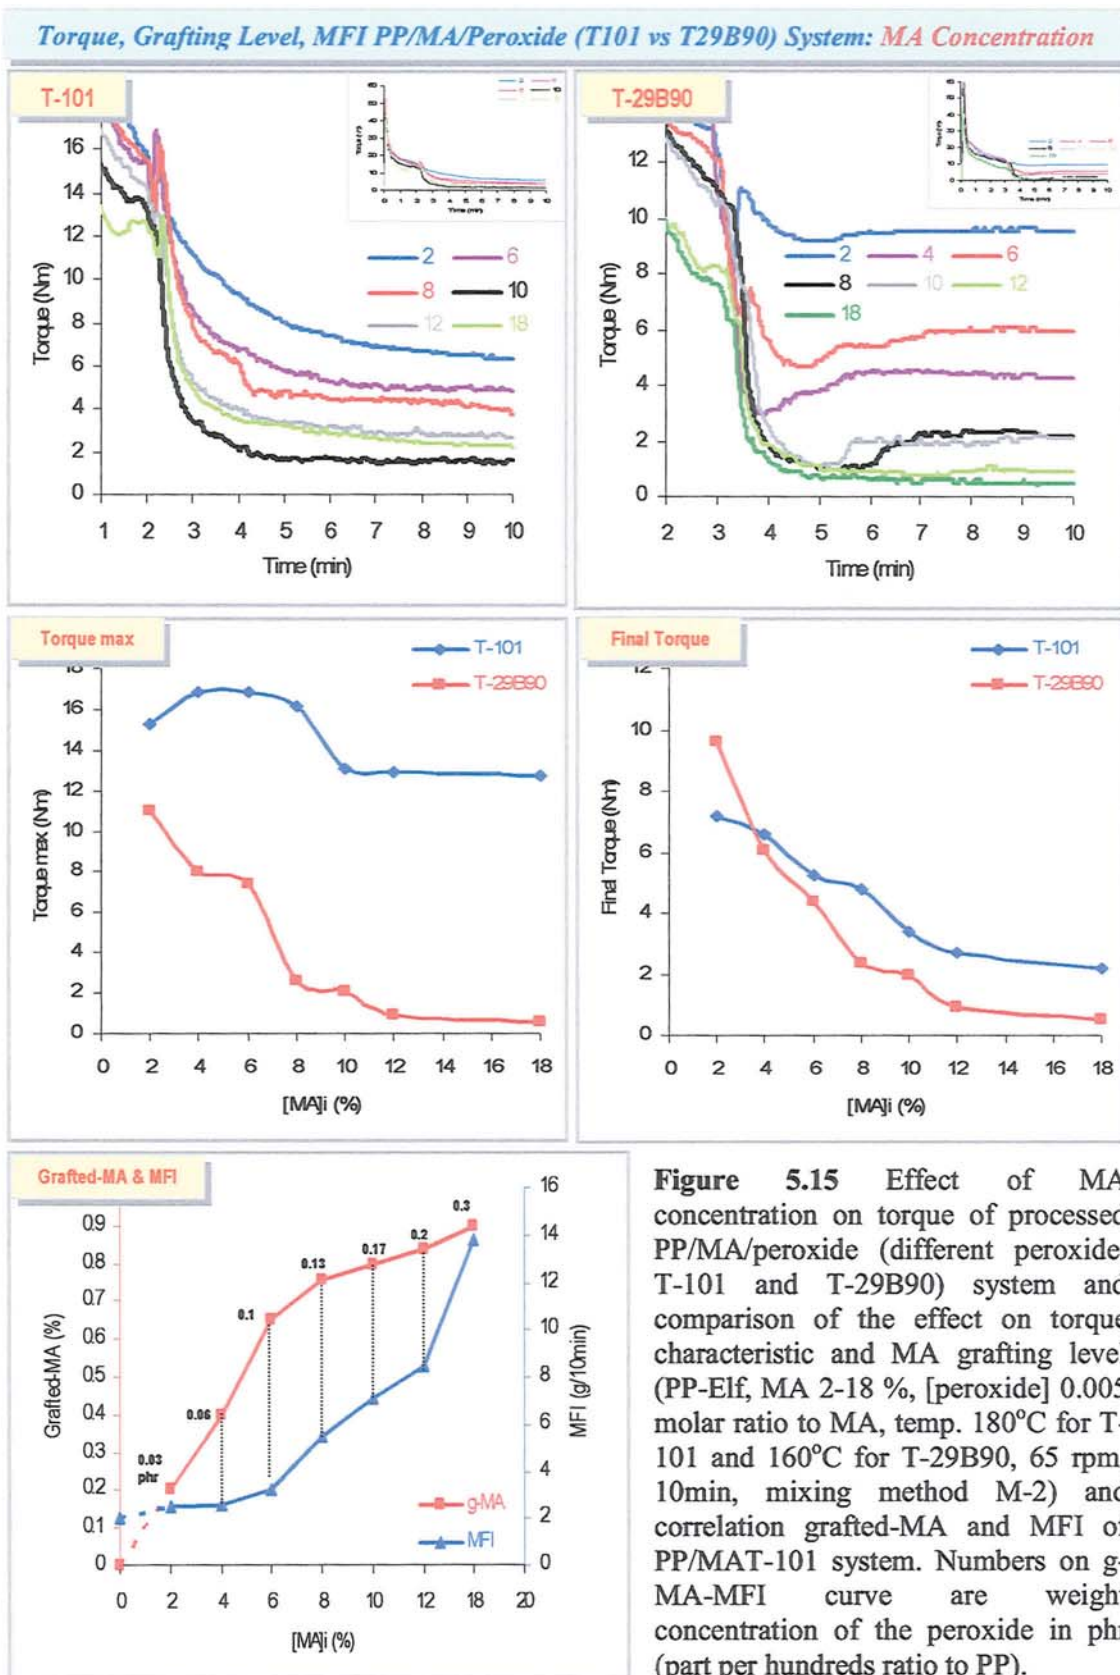 Torque, Grafting Level, MFI PP/MA/Peroxide (T101 vs T29B90) System: MA Concentration
T-101
Torque (Nm)
16
14
12
10
8
6
4
2
0
1 2 3 4 5 6 7 8 9 10
Time (min)
2 6
8 10
12 18
Time (min)
T-29B90
Torque (Nm)
12
10
8
6
4
2
0
2 3 4 5 6 7 8 9 10
Time (min)
2 4 6
8 10 12
18
Time (min)
Torque max
T-101
T-29B90
Torque max (Nm)
18
16
14
12
10
8
6
4
2
0
0 2 4 6 8 10 12 14 16 18
[MA]i (%)
Final Torque
T-101
T-29B90
Final Torque (Nm)
12
10
8
6
4
2
0
0 2 4 6 8 10 12 14 16 18
[MA]i (%)
Grafted-MA & MFI
Grafted-MA (%)
0.9
0.8
0.7
0.6
0.5
0.4
0.3
0.2
0.1
0
0.03
phr
0.06
0.1
0.13
0.17
0.2
0.3
g-MA
MFI
16
14
12
10
8
6
4
2
0
MFI (g/10min)
0 2 4 6 8 10 12 18 20
[MA]i (%)
Figure 5.15 Effect of MA
concentration on torque of processed
PP/MA/peroxide (different peroxide
T-101 and T-29B90) system and
comparison of the effect on torque
characteristic and MA grafting level
(PP-Elf, MA 2-18 %, [peroxide] 0.005
molar ratio to MA, temp. 180°C for T-
101 and 160°C for T-29B90, 65 rpm,
10min, mixing method M-2) and
correlation grafted-MA and MFI of
PP/MAT-101 system. Numbers on g-
MA-MFI curve are weight
concentration of the peroxide in phr
(part per hundreds ratio to PP).